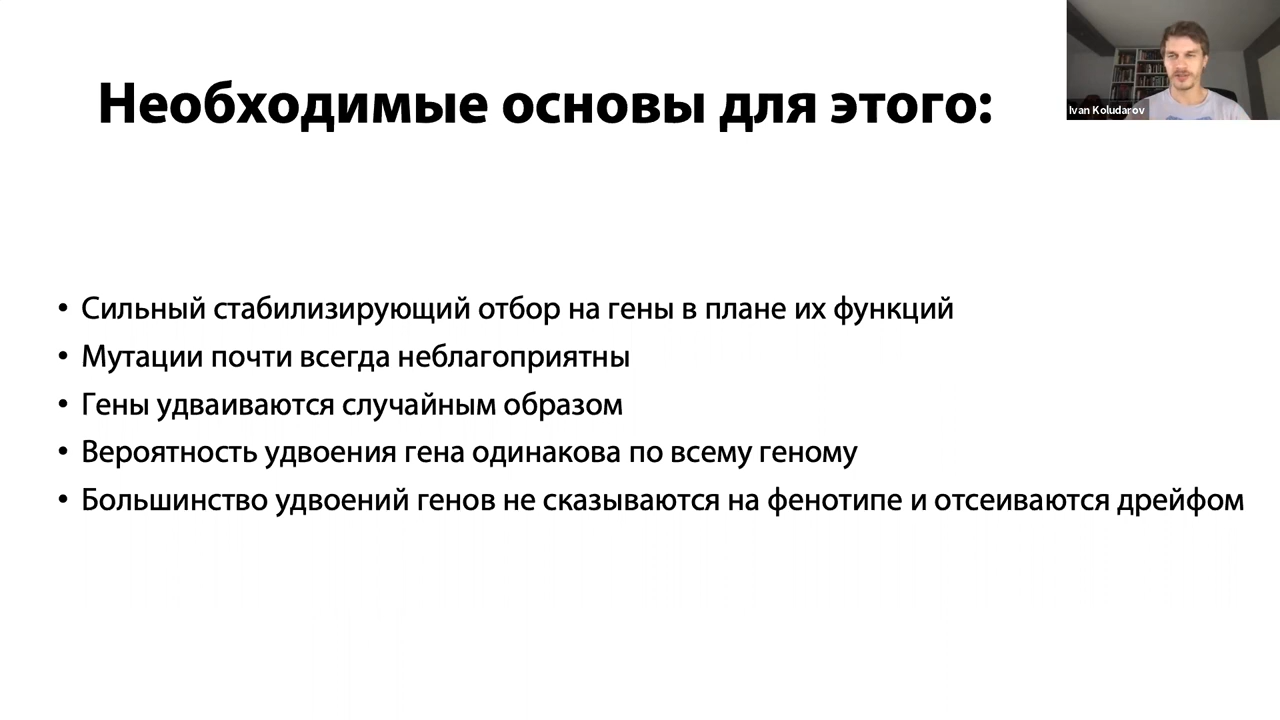 Необходимые основы для этого:
Ivan Koludarov
• Сильный стабилизирующий отбор на гены в плане их функций
• Мутации почти всегда неблагоприятны
• Гены удваиваются случайным образом
• Вероятность удвоения гена одинакова по всему геному
• Большинство удвоений генов не сказываются на фенотипе и отсеиваются дрейфом